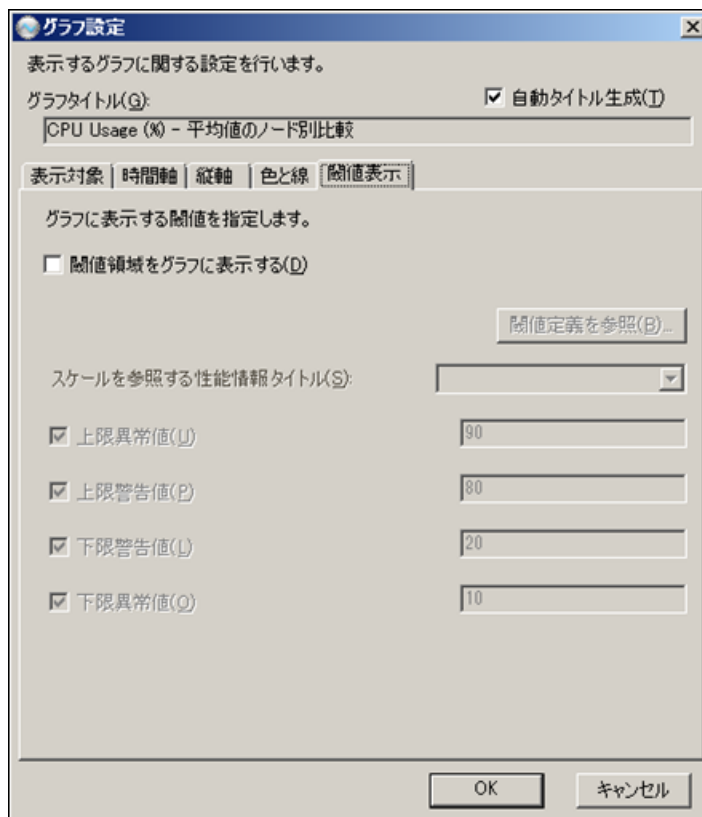 グラフ設定
表示するグラフに関する設定を行います。
グラフタイトル(G):
自動タイトル生成(T)
CPU Usage (%) - 平均値のノード別比較
表示対象 時間軸 縦軸 色と線 閾値表示
グラフに表示する閾値を指定します。
閾値領域をグラフに表示する(D)
閾値定義を参照(B)...
スケールを参照する性能情報タイトル(S):
上限異常値(U) 90
上限警告値(P) 80
下限警告値(L) 20
下限異常値(O) 10
OK キャンセル